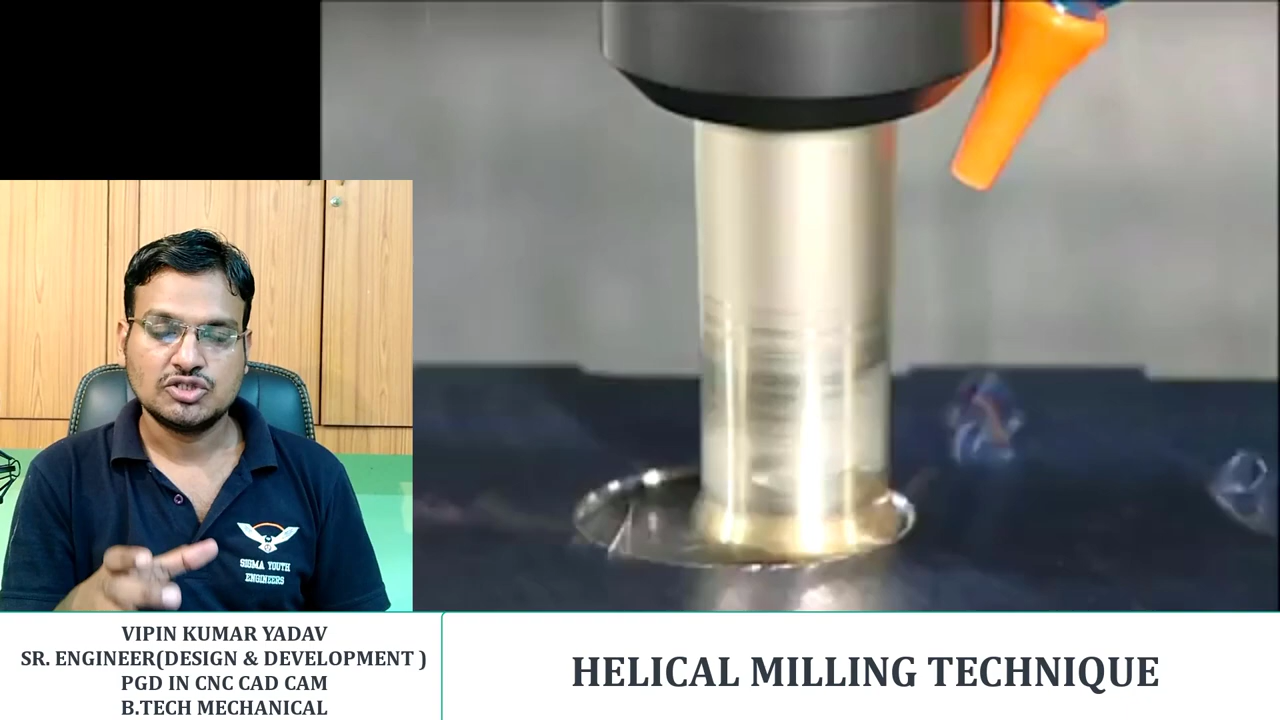 SIGMA YOUTH
ENGINEERS
VIPIN KUMAR YADAV
SR. ENGINEER(DESIGN & DEVELOPMENT )
PGD IN CNC CAD CAM
B.TECH MECHANICAL
HELICAL MILLING TECHNIQUE